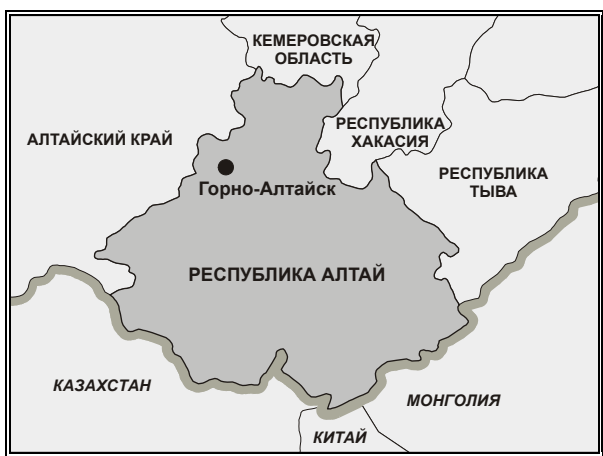 КЕМЕРОВСКАЯ
ОБЛАСТЬ
АЛТАЙСКИЙ КРАЙ
РЕСПУБЛИКА
ХАКАСИЯ
РЕСПУБЛИКА
ТЫВА
Горно-Алтайск
РЕСПУБЛИКА АЛТАЙ
КАЗАХСТАН
МОНГОЛИЯ
КИТАЙ